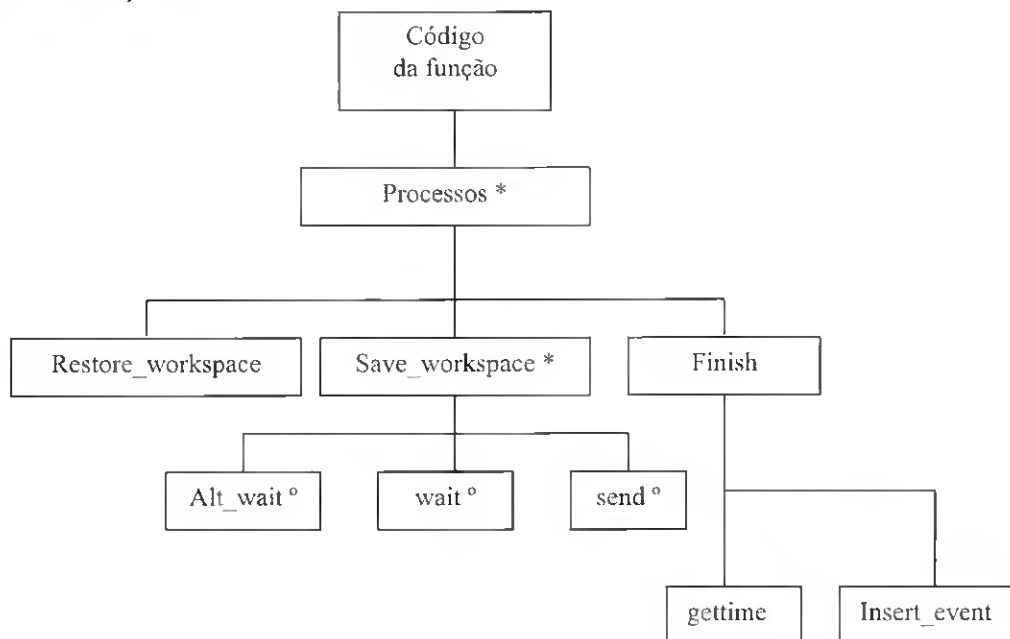 Código
da função
Processos *
Restore_workspace
Save_workspace *
Finish
Alt_wait º
wait º
send º
gettime
Insert_event